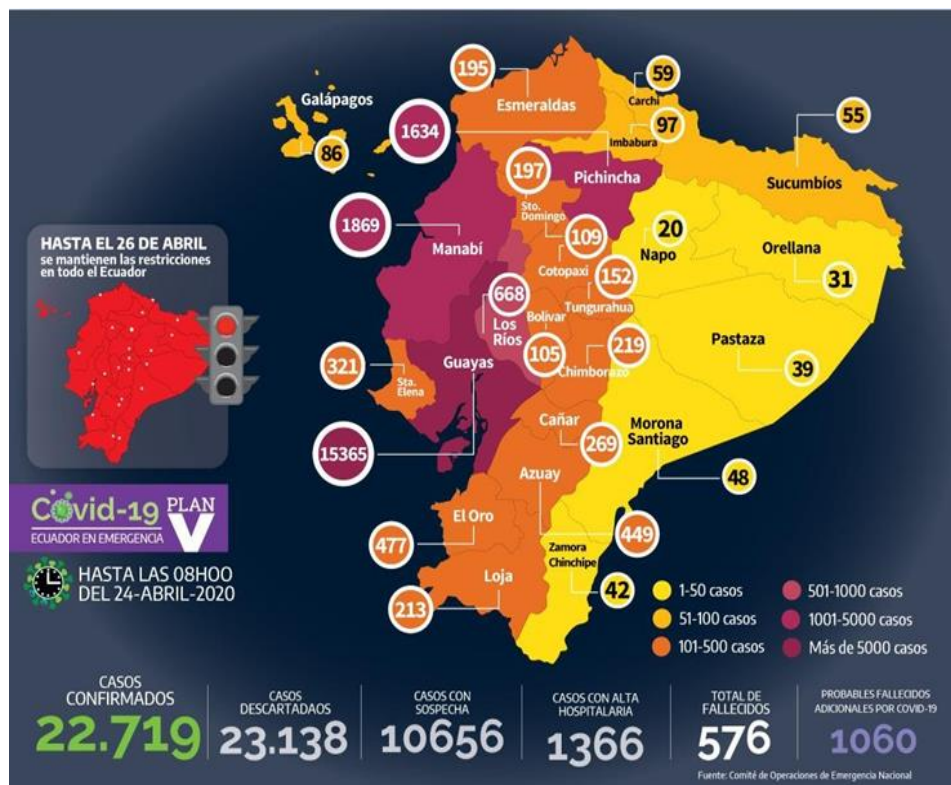 195
Esmeraldas
59
Carchi
Galápagos
86
1634
97
Imbabura
55
Sucumbíos
Pichincha
197
Sto.
Domingo
1869
Manabí
109
Cotopaxi
20
Napo
Orellana
31
HASTA EL 26 DE ABRIL
se mantienen las restricciones
en todo el Ecuador
152
Tungurahua
668
Los
Ríos
Bolívar
105
219
Chimborazo
Pastaza
39
321
Sta.
Elena
Guayas
15365
Cañar
269
Morona
Santiago
48
Azuay
449
El Oro
477
Loja
213
Zamora
Chinchipe
42
Covid-19
ECUADOR EN EMERGENCIA
PLAN
V
HASTA LAS 08HOO
DEL 24-ABRIL-2020
1-50 casos
51-100 casos
101-500 casos
501-1000 casos
1001-5000 casos
Más de 5000 casos
CASOS
CONFIRMADOS
22.719
CASOS
DESCARTADAOS
23.138
CASOS CON
SOSPECHA
10656
CASOS CON ALTA
HOSPITALARIA
1366
TOTAL DE
FALLECIDOS
576
PROBABLES FALLECIDOS
ADICIONALES POR COVID-19
1060
Fuente: Comité de Operaciones de Emergencia Nacional